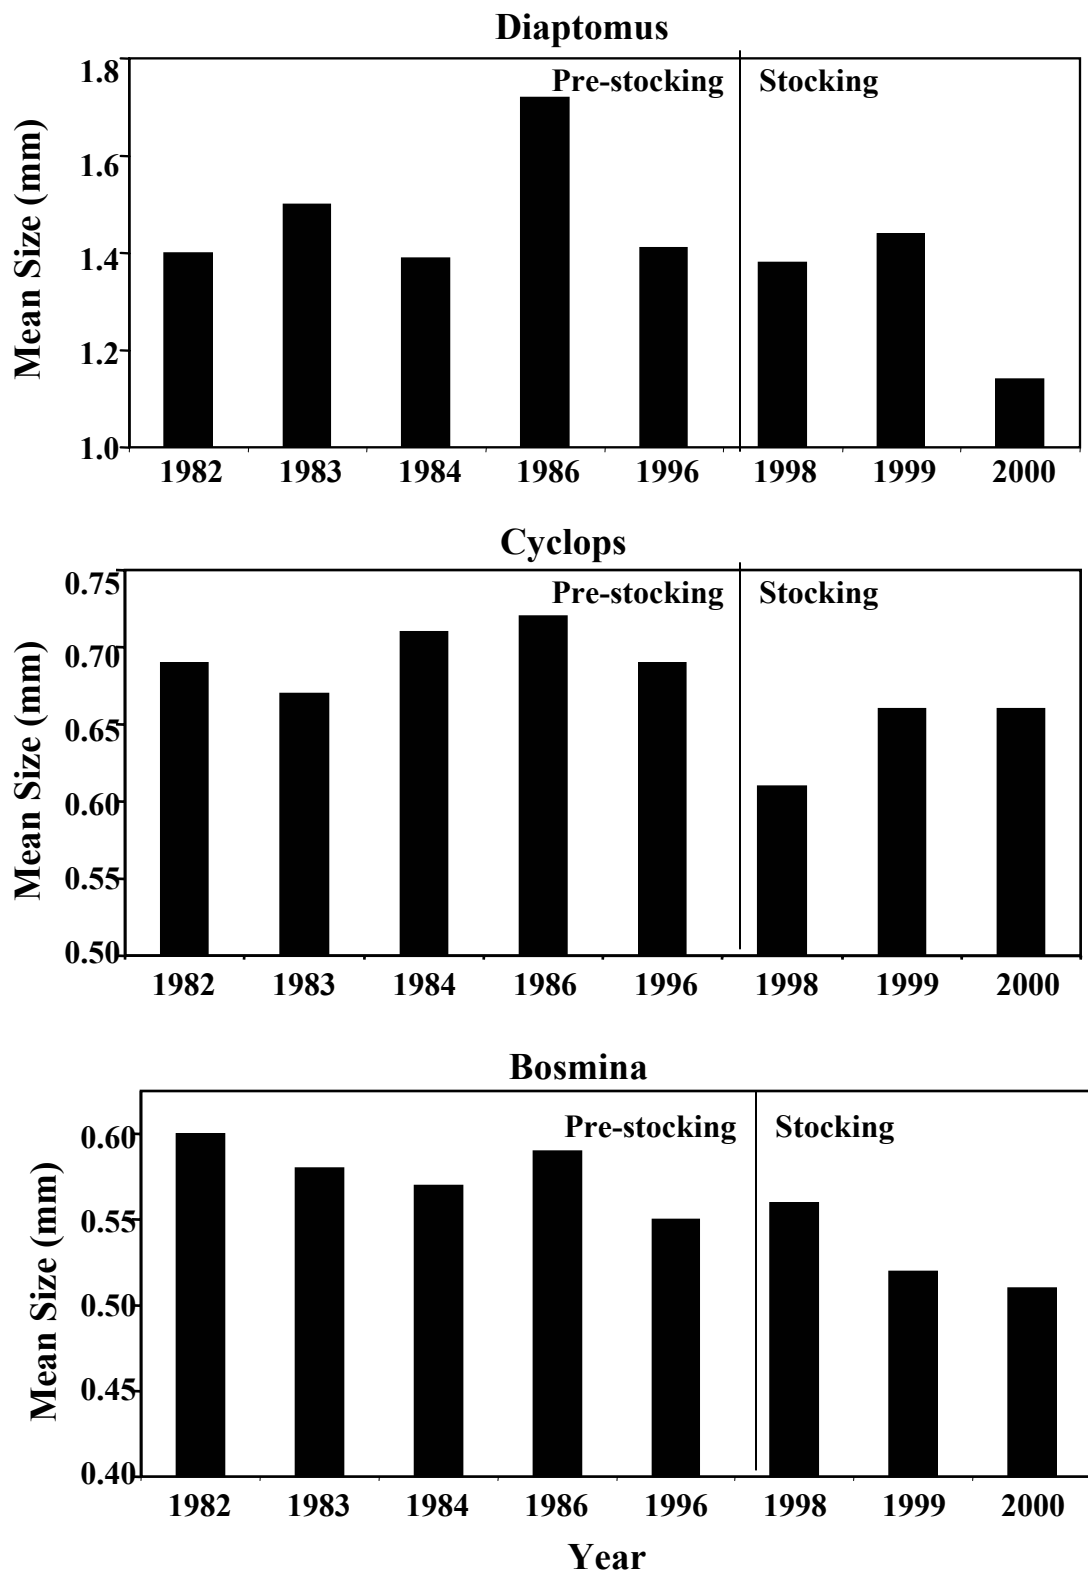 Diaptomus
Pre-stocking Stocking
Mean Size (mm)
1.8
1.6
1.4
1.2
1.0
1982 1983 1984 1986 1996 1998 1999 2000
Cyclops
Pre-stocking Stocking
Mean Size (mm)
0.75
0.70
0.65
0.60
0.55
0.50
1982 1983 1984 1986 1996 1998 1999 2000
Bosmina
Pre-stocking Stocking
Mean Size (mm)
0.60
0.55
0.50
0.45
0.40
1982 1983 1984 1986 1996 1998 1999 2000
Year